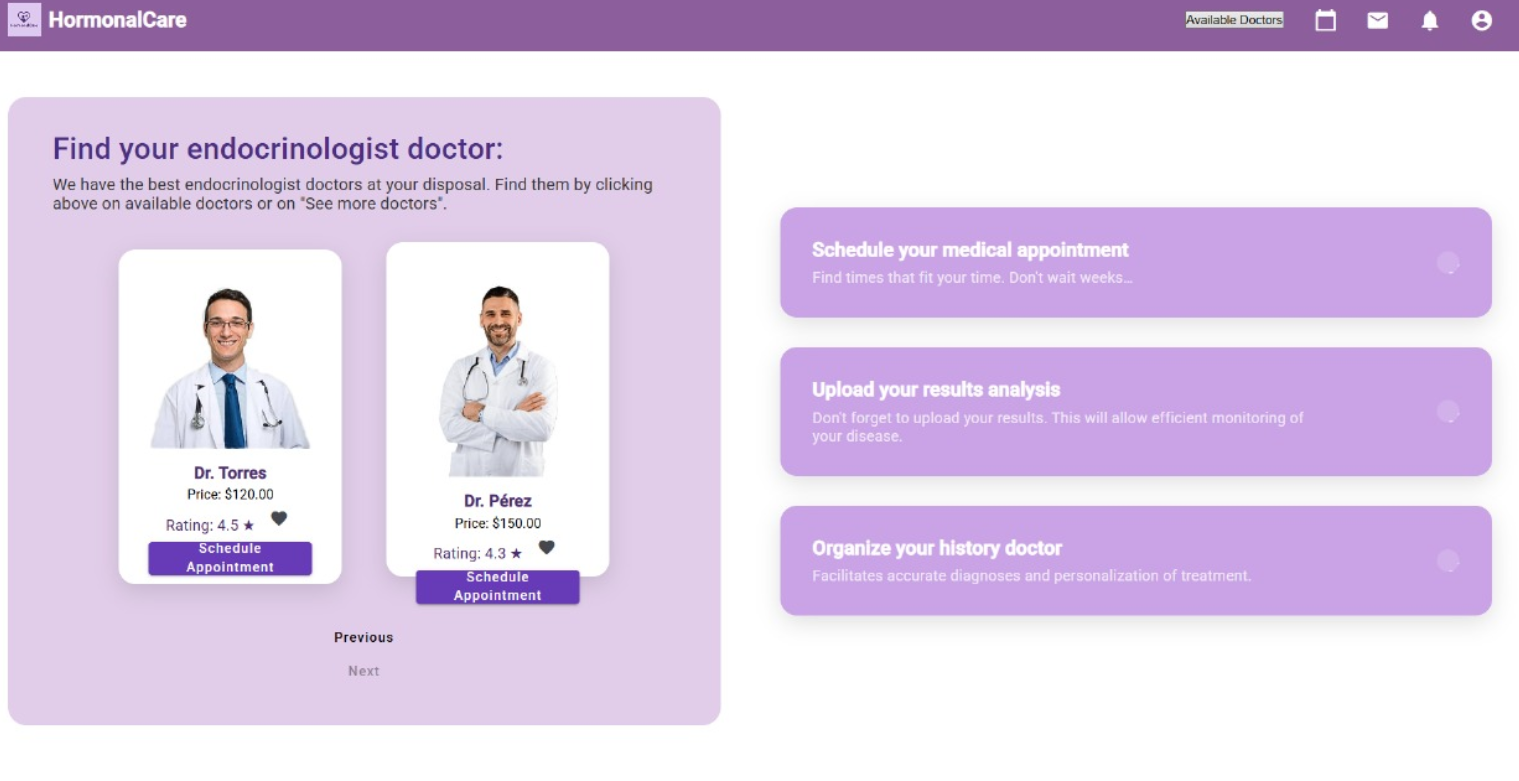 HormonalCare
Available Doctors
Find your endocrinologist doctor:
We have the best endocrinologist doctors at your disposal. Find them by clicking
above on available doctors or on "See more doctors".
Dr. Torres
Price: $120.00
Rating: 4.5 ★
Schedule
Appointment
Dr. Pérez
Price: $150.00
Rating: 4.3 ★
Schedule
Appointment
Previous
Next
Schedule your medical appointment
Find times that fit your time. Don't wait weeks…
Upload your results analysis
Don't forget to upload your results. This will allow efficient monitoring of
your disease.
Organize your history doctor
Facilitates accurate diagnoses and personalization of treatment.